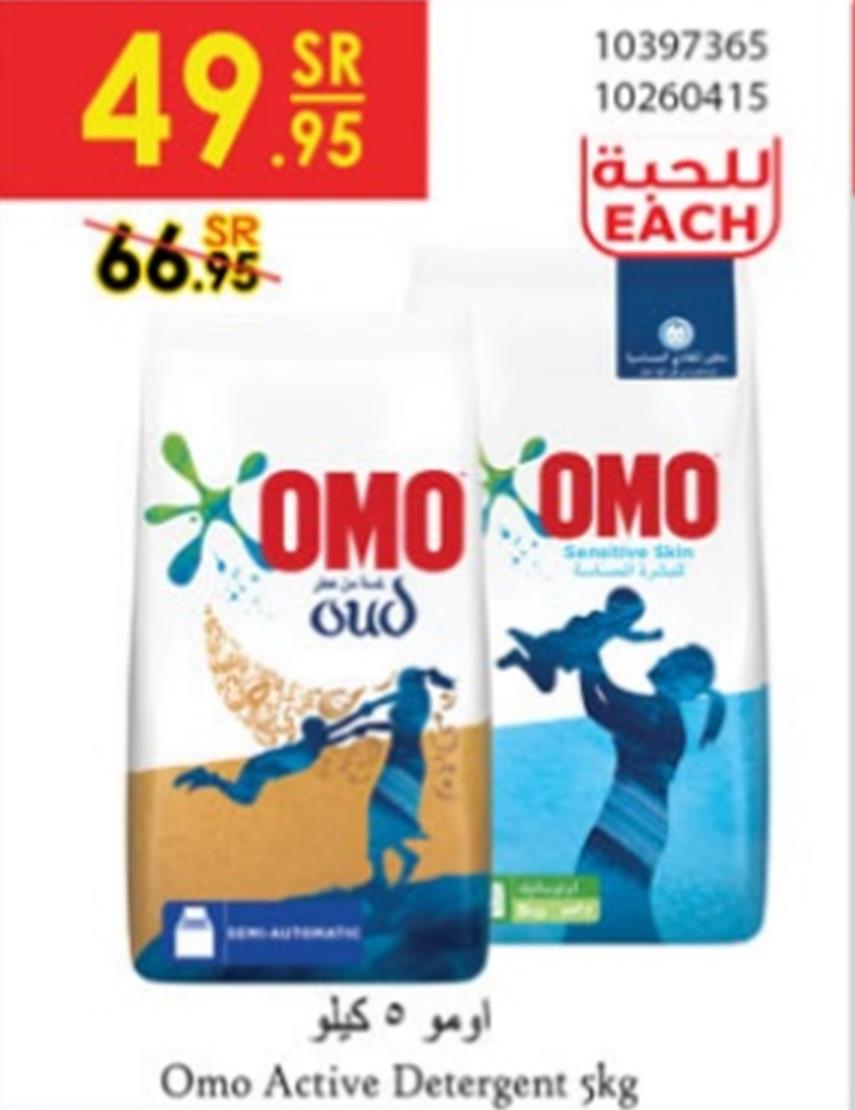 49.95 SR
10397365
10260415
للحبة
EACH
66.95 SR
OMO
oud
SEMI-AUTOMATIC
OMO
Sensitive Skin
للبشرة الحساسة
اومو ٥ كيلو
Omo Active Detergent 5kg